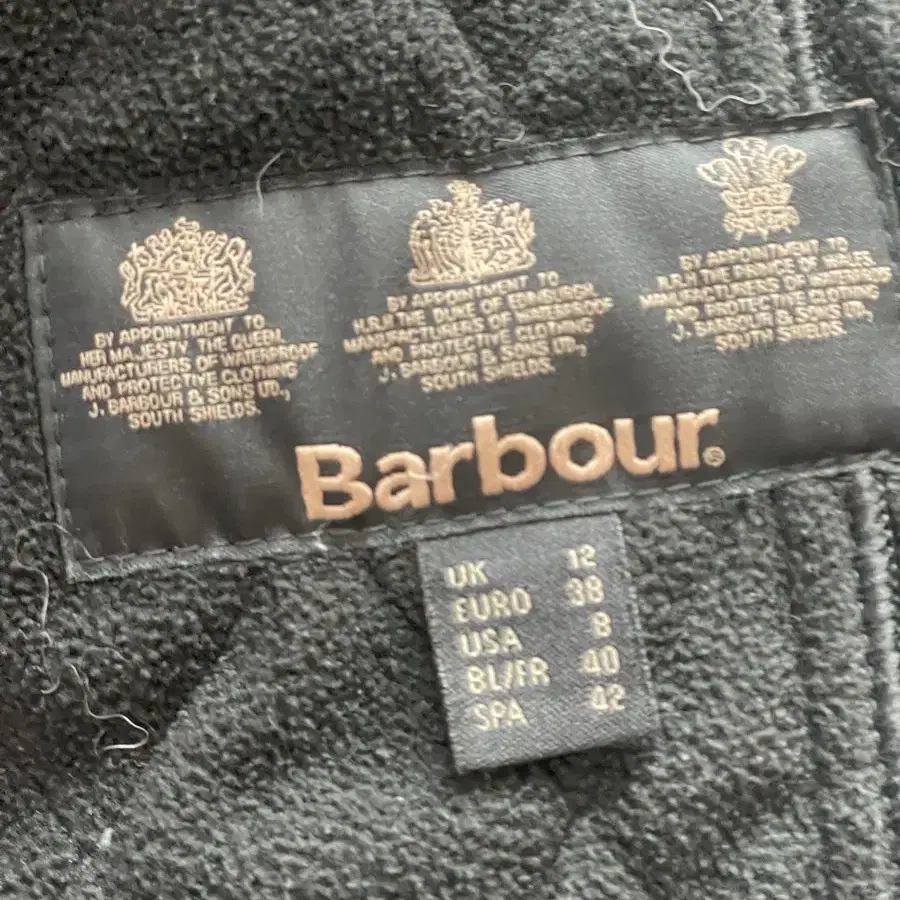 BY APPOINTMENT TO
HER MAJESTY THE QUEEN
MANUFACTURERS OF WATERPROOF
AND PROTECTIVE CLOTHING
J. BARBOUR & SONS LTD.,
SOUTH SHIELDS.
BY APPOINTMENT TO
H.R.H. THE DUKE OF EDINBURGH
MANUFACTURERS OF WATERPROOF
AND PROTECTIVE CLOTHING
J. BARBOUR & SONS LTD.,
SOUTH SHIELDS.
BY APPOINTMENT TO
H.R.H. THE PRINCE OF WALES
MANUFACTURERS OF WATERPROOF
AND PROTECTIVE CLOTHING
J. BARBOUR & SONS LTD.,
SOUTH SHIELDS.
Barbour®
UK 12
EURO 38
USA 8
BL/FR 40
SPA 42